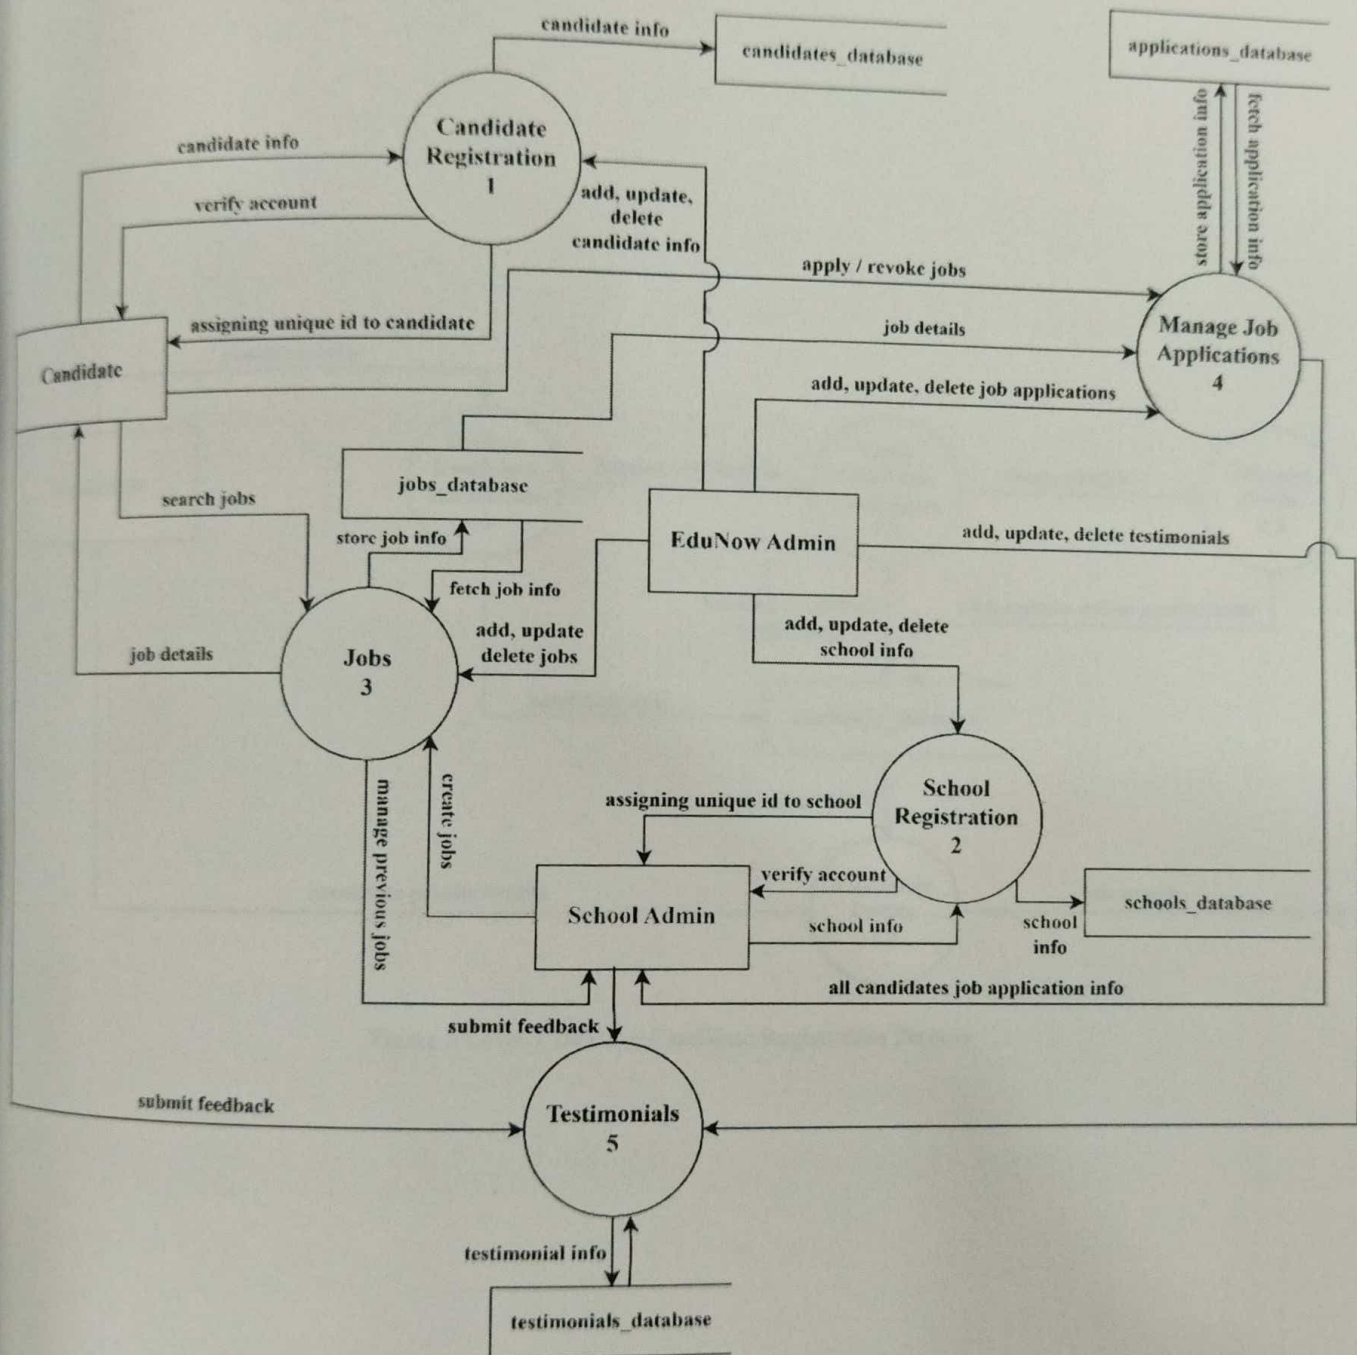 candidate info
candidates_database
applications_database
store application info
fetch application info
Candidate
Registration
1
candidate info
verify account
add, update,
delete
candidate info
apply / revoke jobs
assigning unique id to candidate
job details
Manage Job
Applications
4
Candidate
add, update, delete job applications
jobs_database
search jobs
store job info
fetch job info
EduNow Admin
add, update, delete testimonials
add, update
delete jobs
add, update, delete
school info
job details
Jobs
3
manage previous jobs
create jobs
assigning unique id to school
School
Registration
2
verify account
School Admin
school info
school
info
schools_database
all candidates job application info
submit feedback
submit feedback
Testimonials
5
testimonial info
testimonials_database